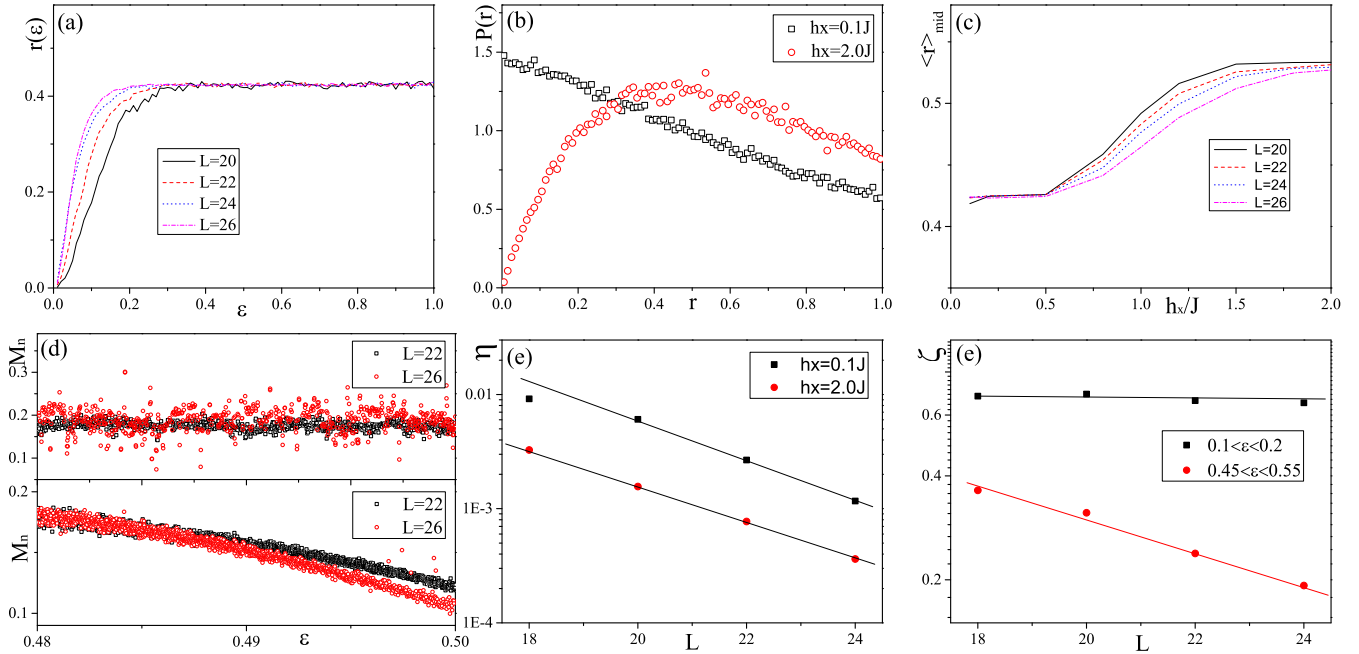 (a)
r(ε)
0.4
0.2
0.0
L=20
L=22
L=24
L=26
0.0 0.2 0.4 0.6 0.8 1.0
ε
(b)
P(r)
1.5
1.0
0.5
0.0
hx=0.1J
hx=2.0J
0.0 0.2 0.4 0.6 0.8 1.0
r
(c)
<r>mid
0.5
0.4
L=20
L=22
L=24
L=26
0.5 1.0 1.5 2.0
hx/J
(d)
Mn
0.3
0.2
0.1
L=22
L=26
Mn
0.2
0.1
L=22
L=26
0.48 0.49 0.50
ε
(e)
η
0.01
1E-3
1E-4
hx=0.1J
hx=2.0J
18 20 22 24
L
(e)
ζ
0.6
0.4
0.2
0.1<ε<0.2
0.45<ε<0.55
18 20 22 24
L